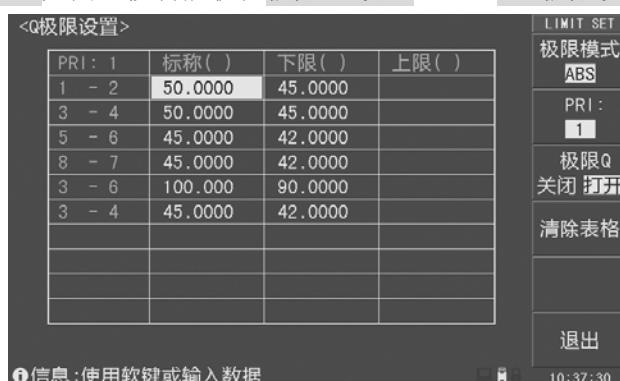 <Q极限设置>
PRI: 1 标称( ) 下限( ) 上限( )
1 - 2 50.0000 45.0000
3 - 4 50.0000 45.0000
5 - 6 45.0000 42.0000
8 - 7 45.0000 42.0000
3 - 6 100.000 90.0000
3 - 4 45.0000 42.0000
信息:使用软键或输入数据
LIMIT SET
极限模式
ABS
PRI:
1
极限Q
关闭 打开
清除表格
退出
10:37:30